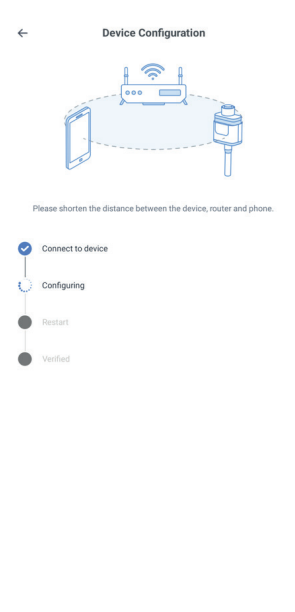 Device Configuration
Please shorten the distance between the device, router and phone.
Connect to device
Configuring
Restart
Verified